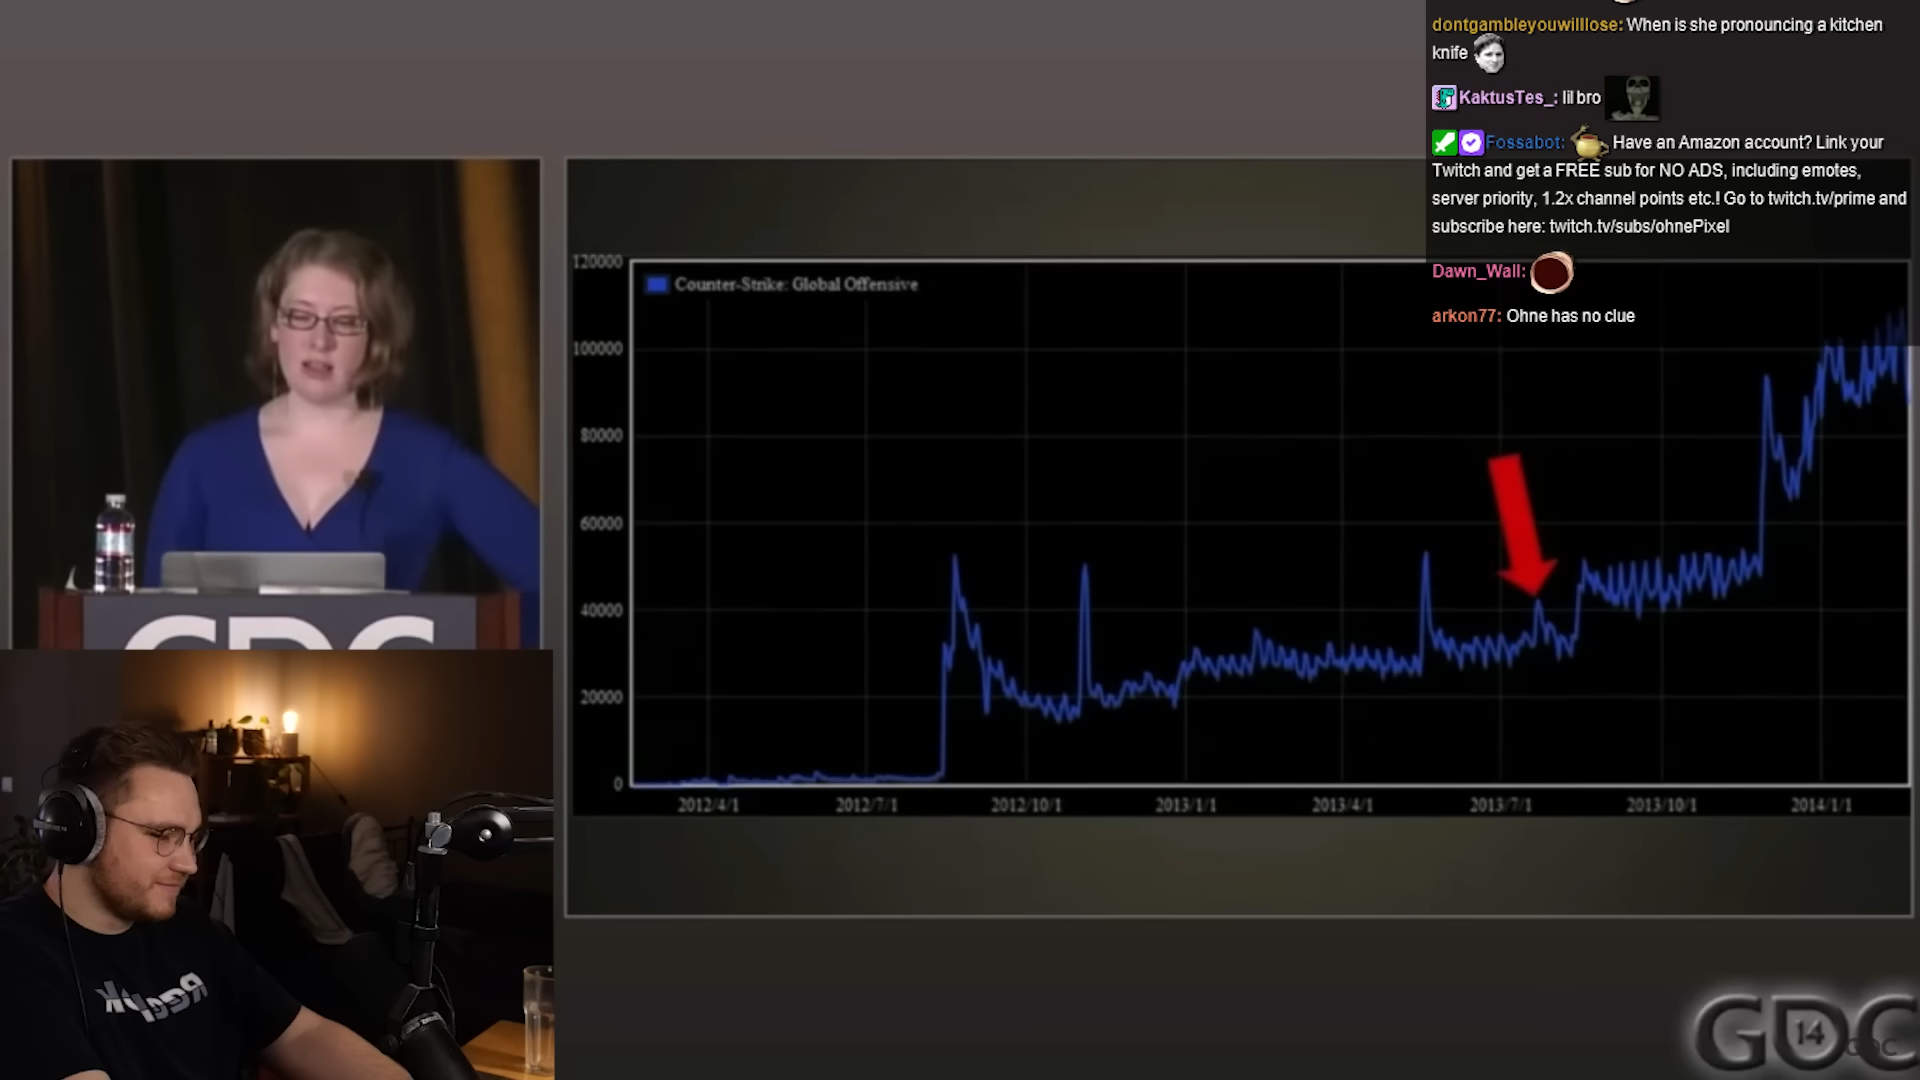 dontgambleyouwilllose: When is she pronouncing a kitchen
knife
KaktusTes_: lil bro
Fossabot: Have an Amazon account? Link your
Twitch and get a FREE sub for NO ADS, including emotes,
server priority, 1.2x channel points etc.! Go to twitch.tv/prime and
subscribe here: twitch.tv/subs/ohnePixel
Dawn_Wall:
arkon77: Ohne has no clue
Counter-Strike: Global Offensive
120000
100000
80000
60000
40000
20000
0
2012/4/1 2012/7/1 2012/10/1 2013/1/1 2013/4/1 2013/7/1 2013/10/1 2014/1/1
GDC
GDC
14
GDC